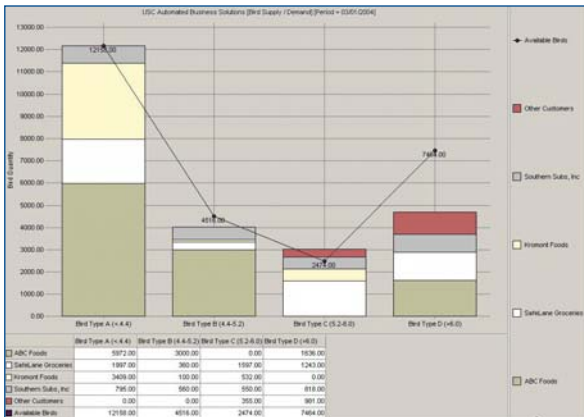 USC Automated Business Solutions [Bird Supply / Demand] [Period = 03/01/2004]
13000.00
12000.00
11000.00
10000.00
9000.00
8000.00
7000.00
6000.00
5000.00
4000.00
3000.00
2000.00
1000.00
0.00
Bird Quantity
12158.00
4516.00
2474.00
7464.00
Bird Type A (<4.4)
Bird Type B (4.4-5.2)
Bird Type C (5.2-6.0)
Bird Type D (>6.0)
Available Birds
Other Customers
Southern Subs, Inc
Kromont Foods
SafeLane Groceries
ABC Foods
Bird Type A (<4.4) Bird Type B (4.4-5.2) Bird Type C (5.2-6.0) Bird Type D (>6.0)
ABC Foods 5972.00 3000.00 0.00 1636.00
SafeLane Groceries 1997.00 360.00 1597.00 1243.00
Kromont Foods 3409.00 100.00 532.00 0.00
Southern Subs, Inc 795.00 560.00 550.00 818.00
Other Customers 0.00 0.00 355.00 981.00
Available Birds 12158.00 4516.00 2474.00 7464.00